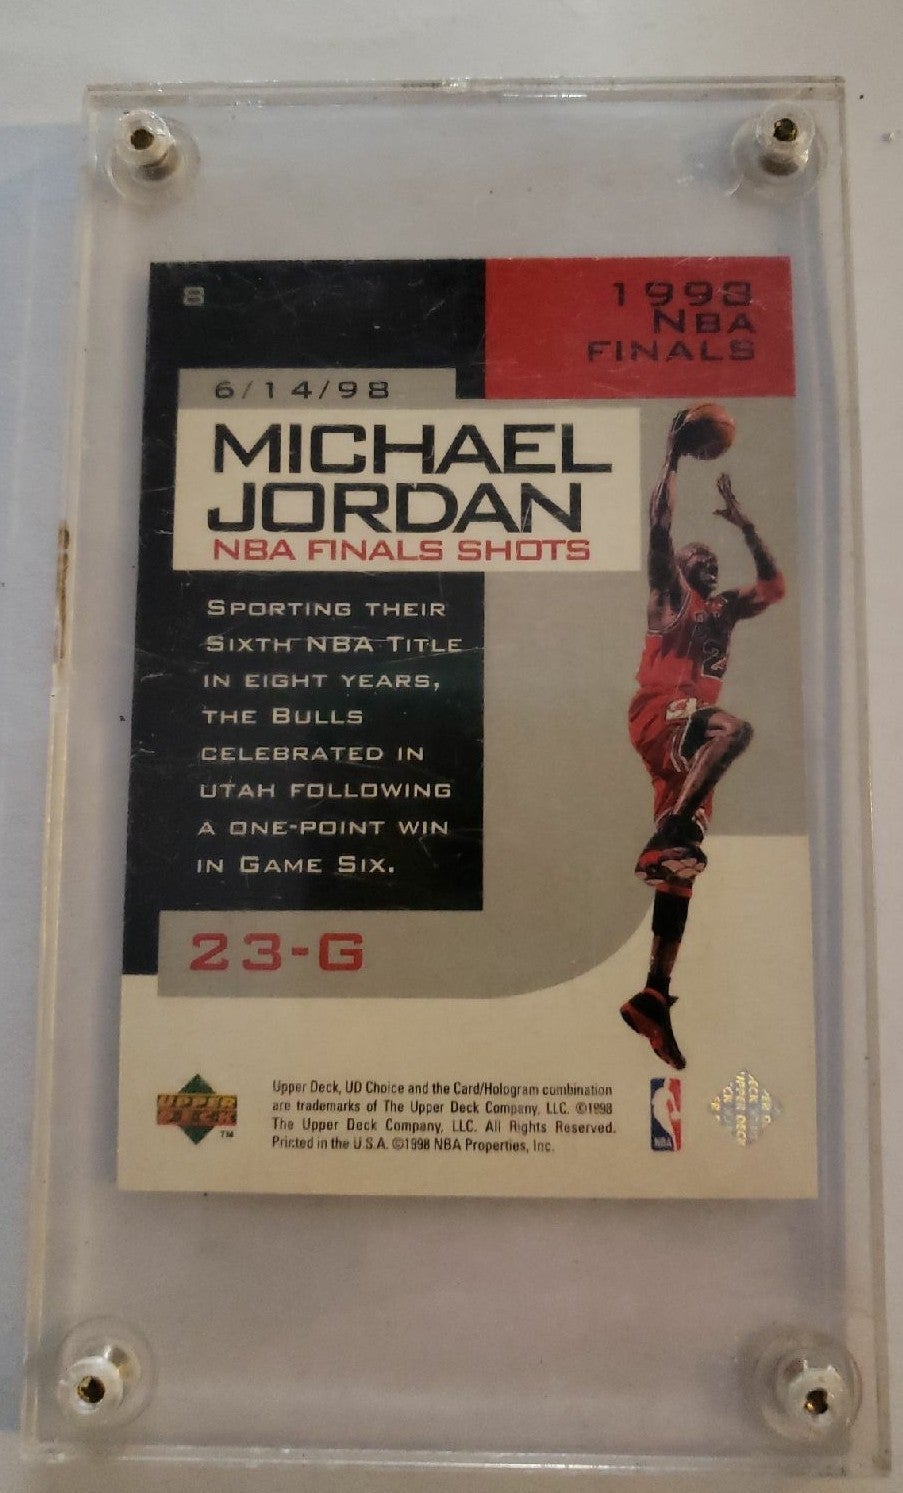 8
1998
NBA
FINALS
6/14/98
MICHAEL
JORDAN
NBA FINALS SHOTS
SPORTING THEIR
SIXTH NBA TITLE
IN EIGHT YEARS,
THE BULLS
CELEBRATED IN
UTAH FOLLOWING
A ONE-POINT WIN
IN GAME SIX.
23-G
UPPER
DECK
TM
Upper Deck, UD Choice and the Card/Hologram combination
are trademarks of The Upper Deck Company, LLC. ©1998
The Upper Deck Company, LLC. All Rights Reserved.
Printed in the U.S.A. ©1998 NBA Properties, Inc.
NBA
UPPER DECK